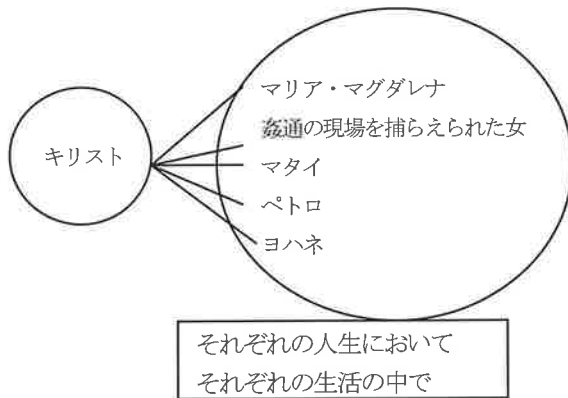 マリア・マグダレナ
姦通の現場を捕らえられた女
キリスト
マタイ
ペトロ
ヨハネ
それぞれの人生において
それぞれの生活の中で